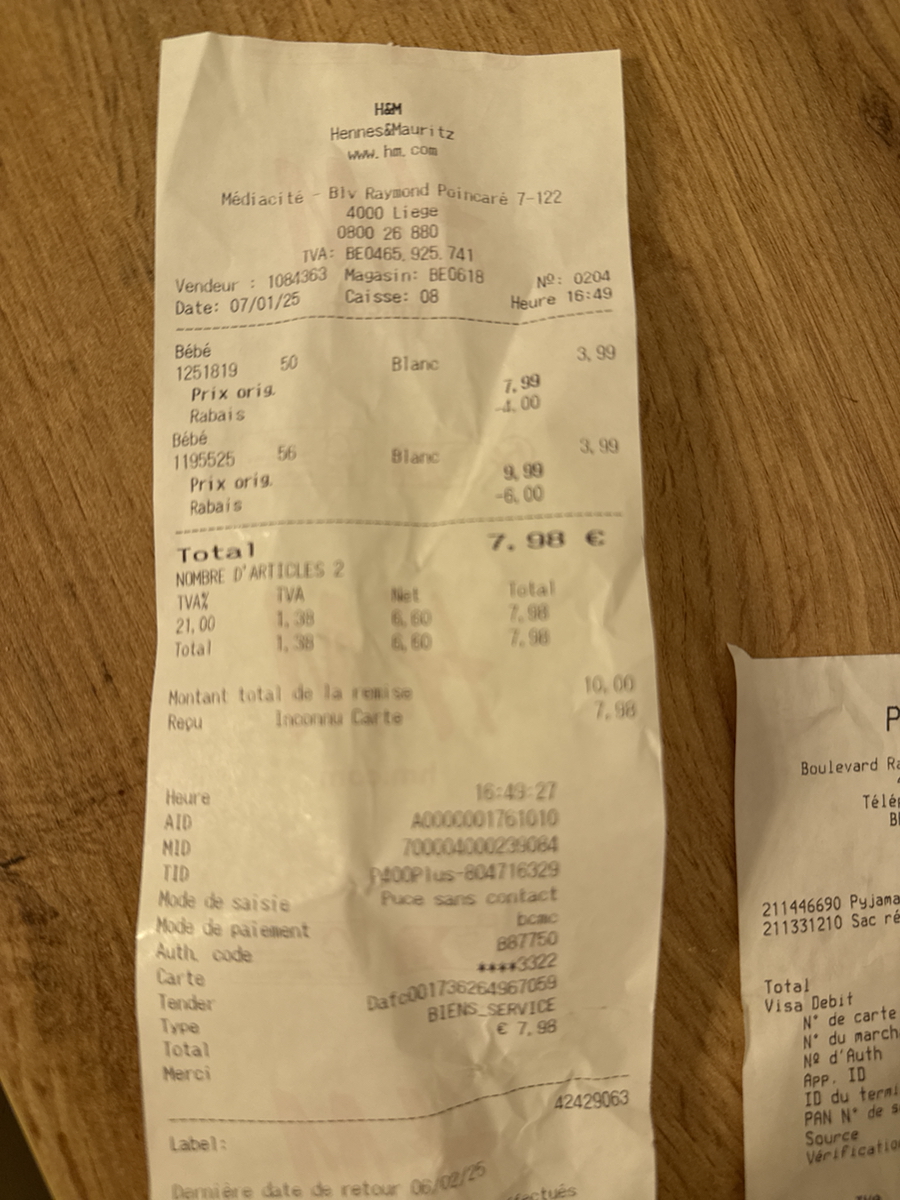 H&M
Hennes&Mauritz
www.hm.com
Médiacité - Blv Raymond Poincaré 7-122
4000 Liege
0800 26 880
TVA: BE0465.925.741
Vendeur : 1084363 Magasin: BE0618 Nº: 0204
Date: 07/01/25 Caisse: 08 Heure 16:49
Bébé 3,99
1251819 50 Blanc
Prix orig. 7,99
Rabais -4,00
Bébé 3,99
1195525 56 Blanc
Prix orig. 9,99
Rabais -6,00
Total 7,98 €
NOMBRE D'ARTICLES 2
TVA% TVA Net Total
21,00 1,38 6,60 7,98
Total 1,38 6,60 7,98
Montant total de la remise 10,00
Reçu Inconnu Carte 7,98
Heure 16:49:27
AID A0000001761010
MID 700004000239084
TID P400Plus-804716329
Mode de saisie Puce sans contact
Mode de paiement bcmc
Auth. code B87750
Carte ****3322
Tender Dafc001736264967059
Type BIENS_SERVICE
Total € 7,98
Merci
42429063
Label:
Dernière date de retour 06/02/25
P
Boulevard Ra
Télé
211446690 Pyjama
211331210 Sac ré
Total
Visa Debit
N° de carte
N° du march
Nº d'Auth
App. ID
ID du termi
PAN N° de s
Source
Vérificatio